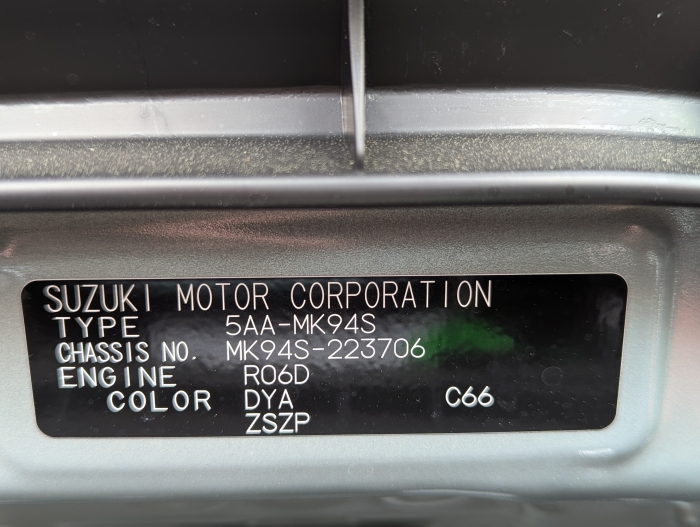 SUZUKI MOTOR CORPORATION
TYPE 5AA-MK94S
CHASSIS NO. MK94S-223706
ENGINE R06D
COLOR DYA C66
ZSZP